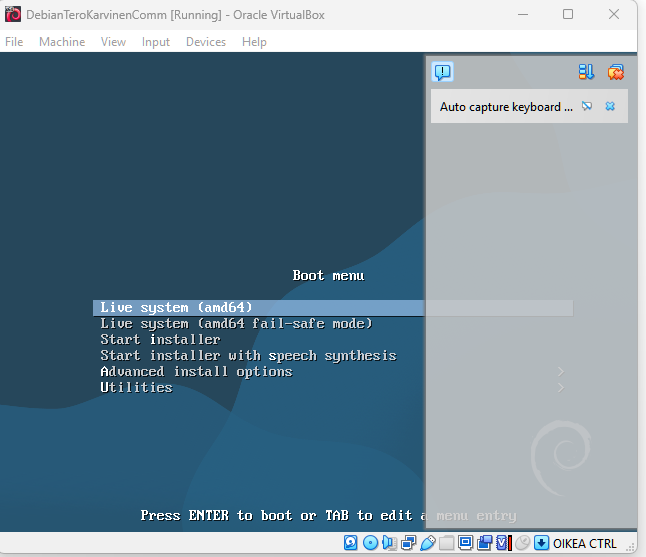 DebianTeroKarvinenComm [Running] - Oracle VirtualBox
File Machine View Input Devices Help
Auto capture keyboard ...
Boot menu
Live system (amd64)
Live system (amd64 fail-safe mode)
Start installer
Start installer with speech synthesis
Advanced install options >
Utilities >
Press ENTER to boot or TAB to edit a menu entry
OIKEA CTRL